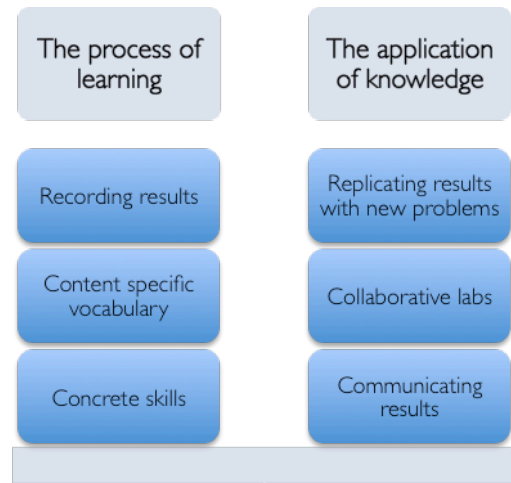 The process of
learning
The application
of knowledge
Recording results
Replicating results
with new problems
Content specific
vocabulary
Collaborative labs
Concrete skills
Communicating
results